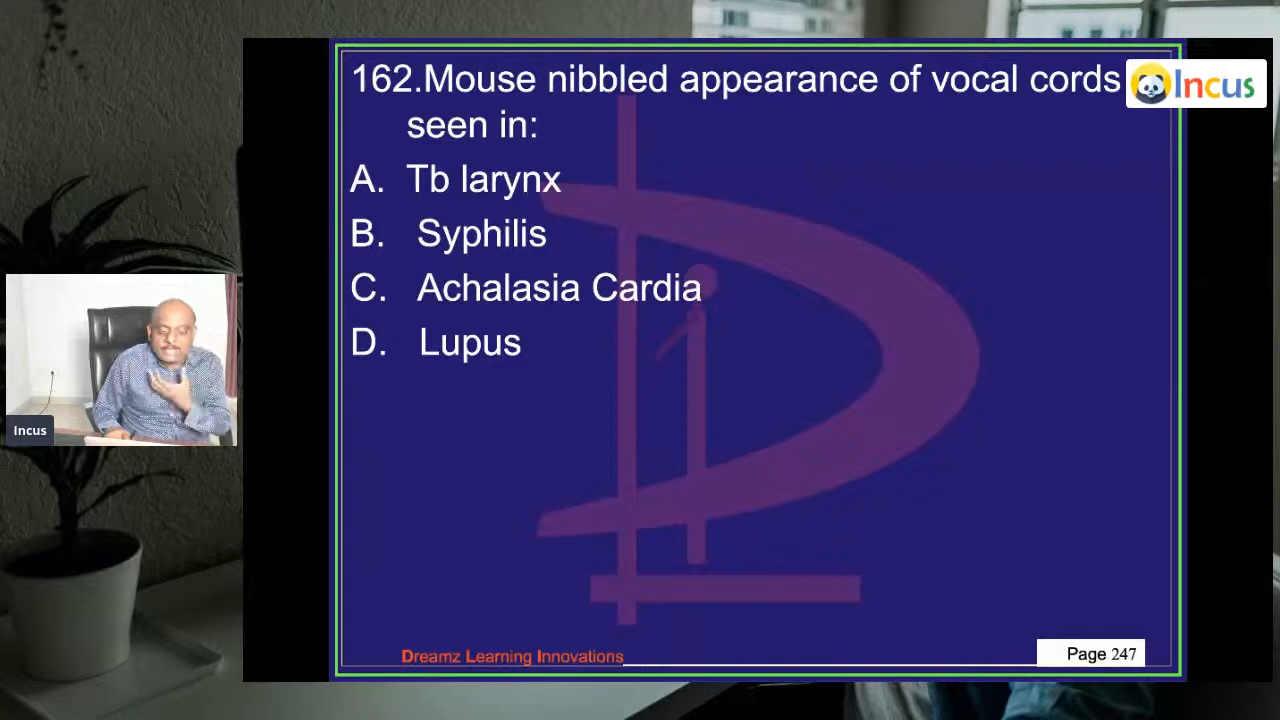 162.Mouse nibbled appearance of vocal cords
seen in:
A. Tb larynx
B. Syphilis
C. Achalasia Cardia
D. Lupus
Incus
Incus
Dreamz Learning Innovations
Page 247